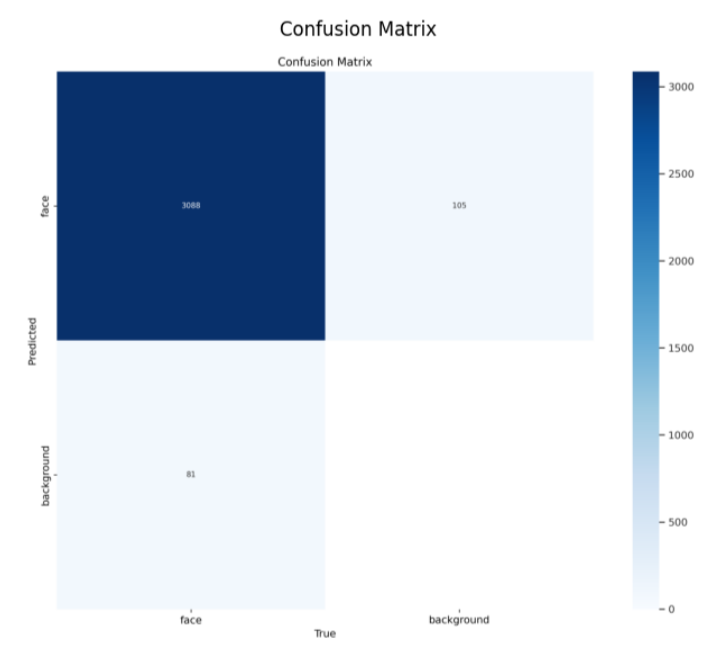 Confusion Matrix
Confusion Matrix
3000
2500
2000
1500
1000
500
0
face
3088
105
Predicted
background
81
face
background
True